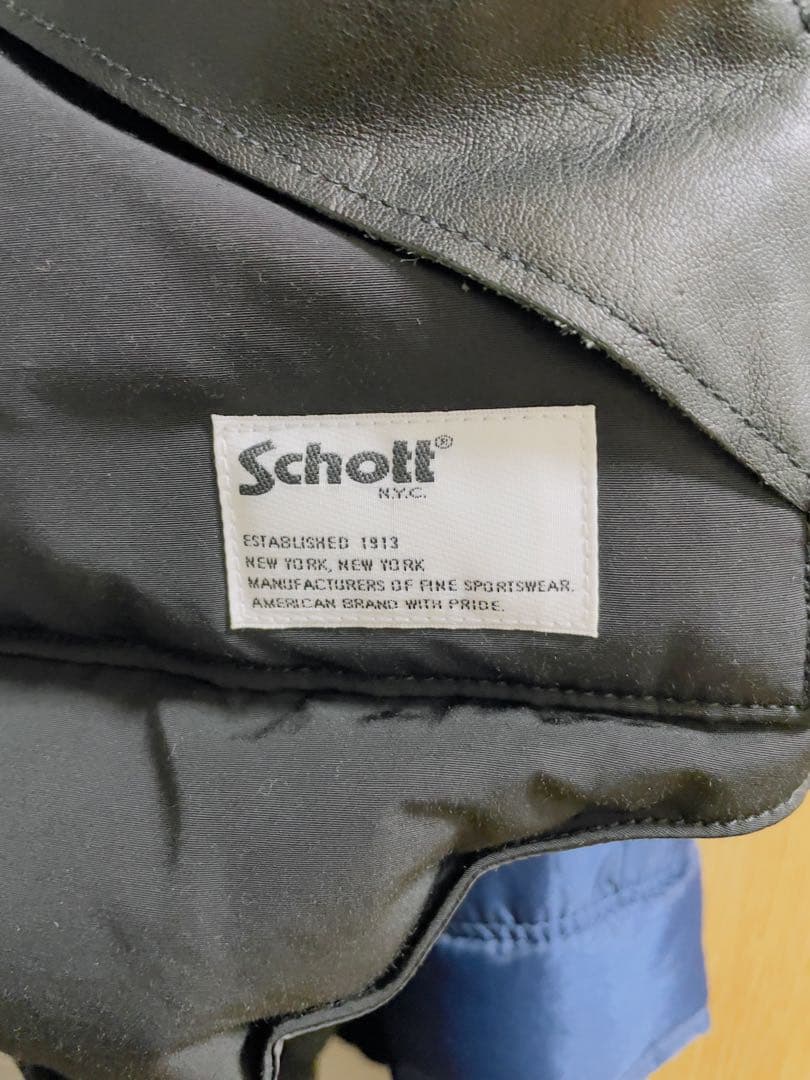 Schott®
N.Y.C.
ESTABLISHED 1913
NEW YORK, NEW YORK
MANUFACTURERS OF FINE SPORTSWEAR.
AMERICAN BRAND WITH PRIDE.